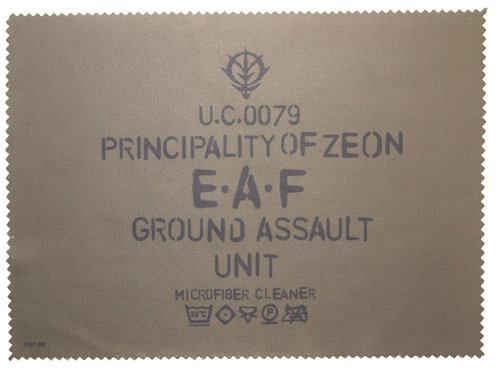 U.C.0079
PRINCIPALITY OF ZEON
E·A·F
GROUND ASSAULT
UNIT
MICROFIBER CLEANER